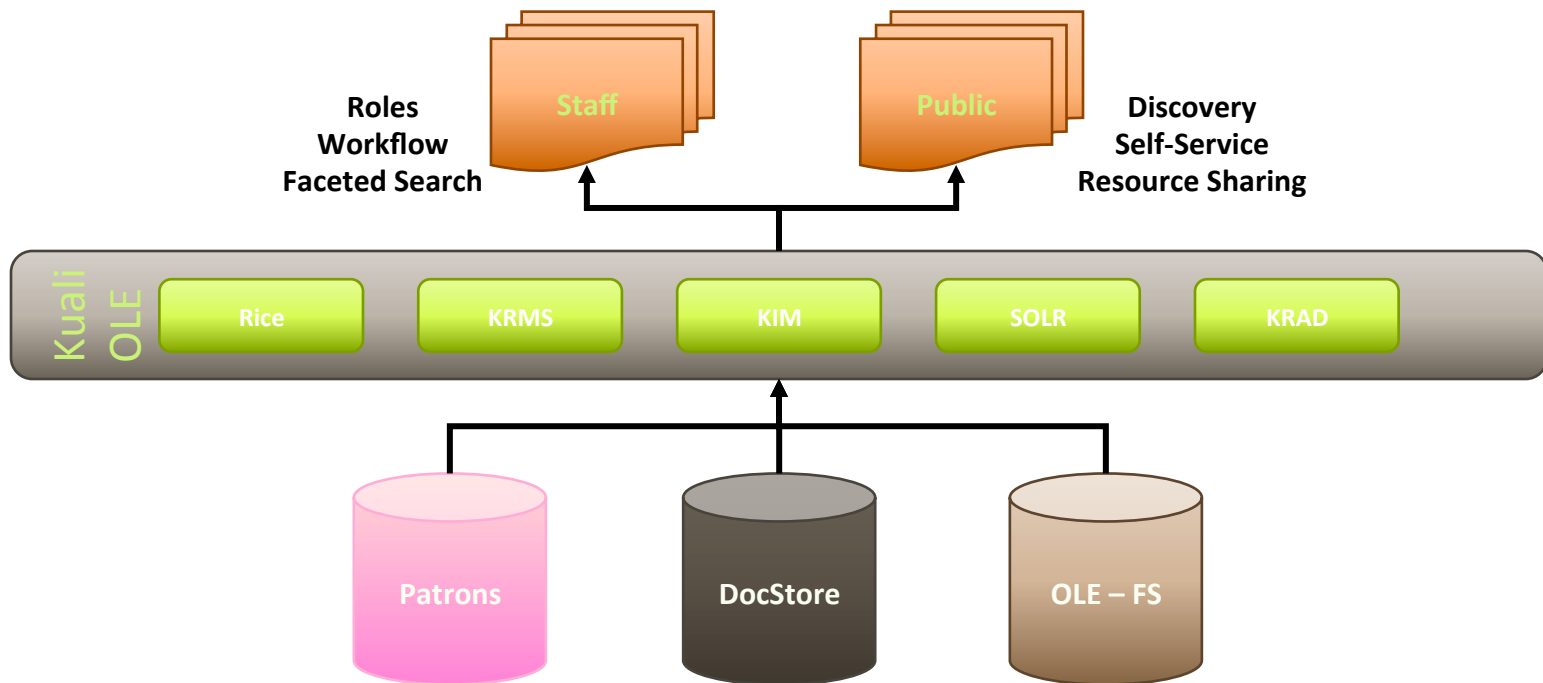 Staff
Public
Roles
Workflow
Faceted Search
Discovery
Self-Service
Resource Sharing
Kuali
OLE
Rice
KRMS
KIM
SOLR
KRAD
Patrons
DocStore
OLE – FS